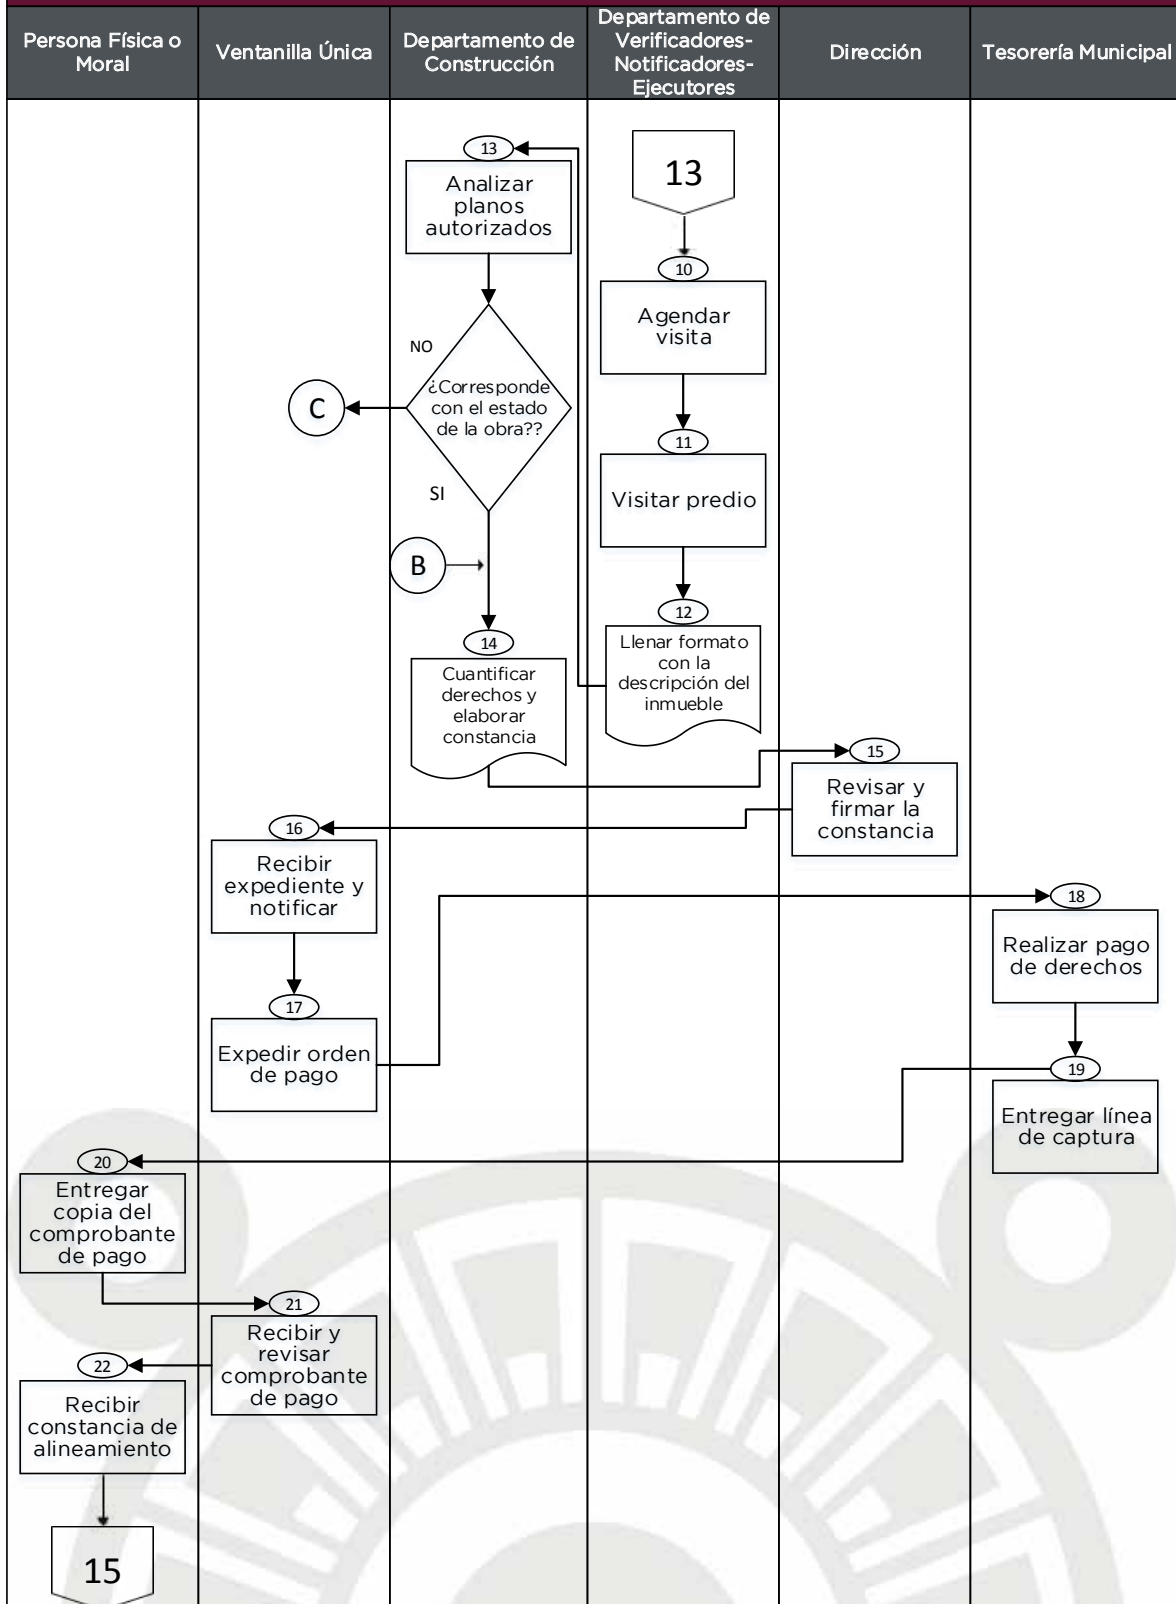 Persona Física o
Moral
Ventanilla Única
Departamento de
Construcción
Departamento de
Verificadores-
Notificadores-
Ejecutores
Dirección
Tesorería Municipal
13
10
Agendar
visita
11
Visitar predio
12
Llenar formato
con la
descripción del
inmueble
13
Analizar
planos
autorizados
NO
¿Corresponde
con el estado
de la obra??
C
SI
B
14
Cuantificar
derechos y
elaborar
constancia
15
Revisar y
firmar la
constancia
16
Recibir
expediente y
notificar
17
Expedir orden
de pago
18
Realizar pago
de derechos
19
Entregar línea
de captura
20
Entregar
copia del
comprobante
de pago
21
Recibir y
revisar
comprobante
de pago
22
Recibir
constancia de
alineamiento
15